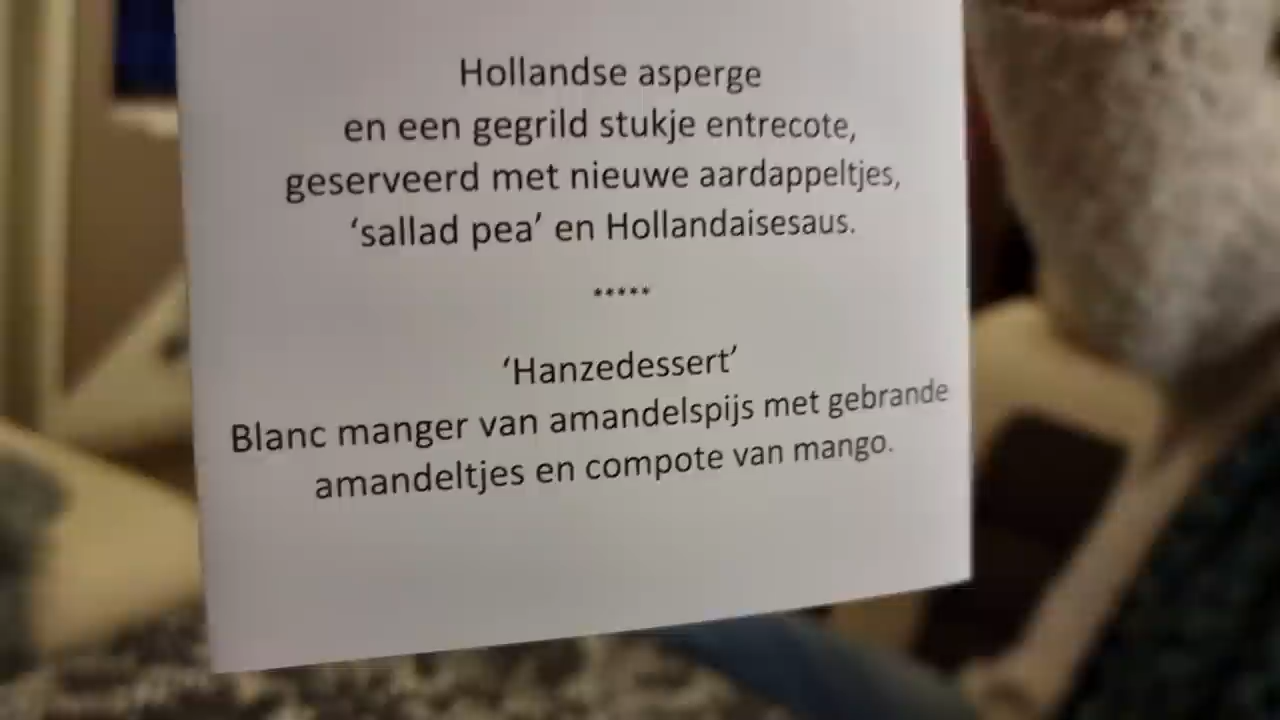 Hollandse asperge
en een gegrild stukje entrecote,
geserveerd met nieuwe aardappeltjes,
‘sallad pea’ en Hollandaisesaus.
*****
‘Hanzedessert’
Blanc manger van amandelspijs met gebrande
amandeltjes en compote van mango.